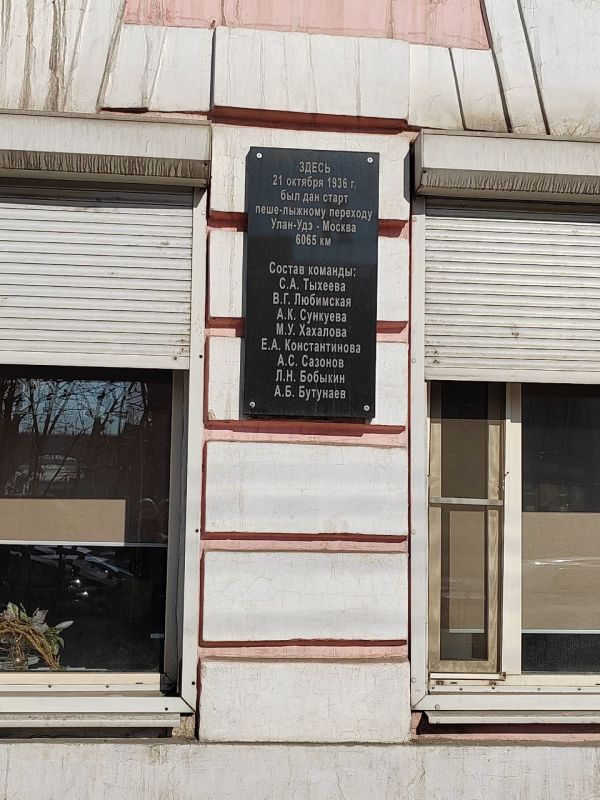 ЗДЕСЬ
21 октября 1936 г.
был дан старт
пеше-лыжному переходу
Улан-Удэ - Москва
6065 км
Состав команды:
С.А. Тыхеева
В.Г. Любимская
А.К. Сункуева
М.У. Хахалова
Е.А. Константинова
А.С. Сазонов
Л.Н. Бобыкин
А.Б. Бутунаев